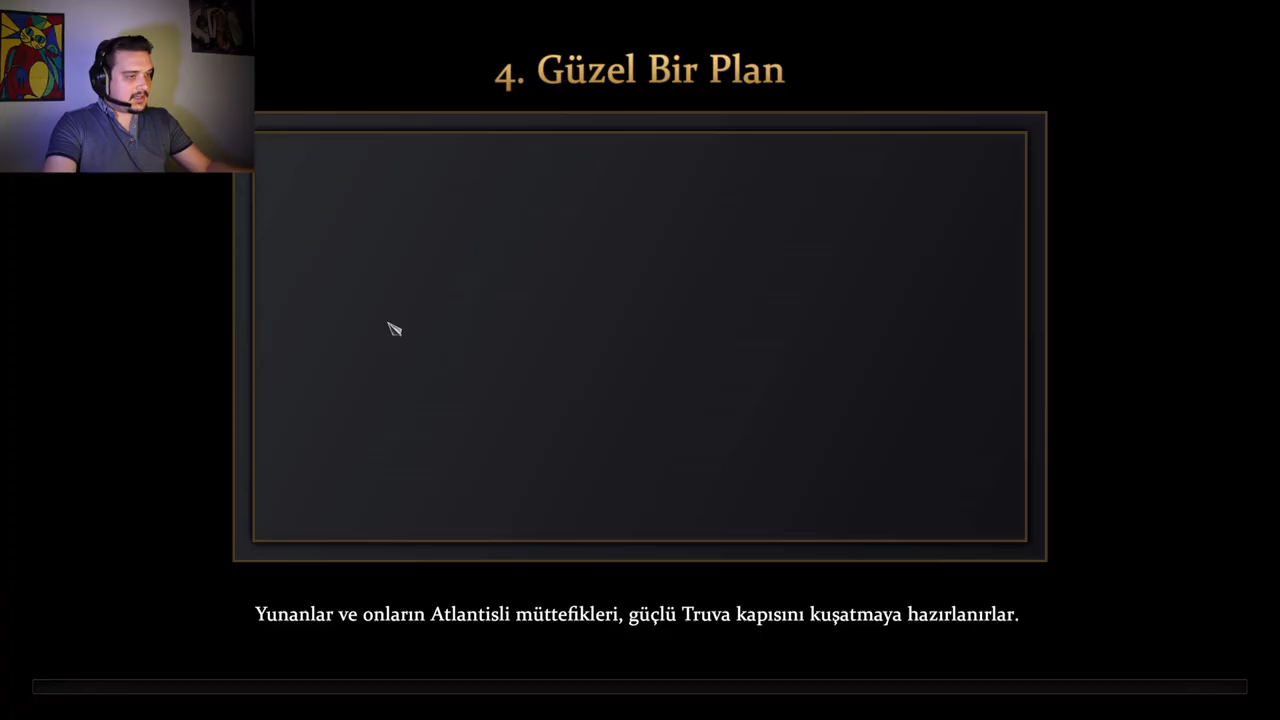 4. Güzel Bir Plan
Yunanlar ve onların Atlantisli müttefikleri, güçlü Truva kapısını kuşatmaya hazırlanırlar.